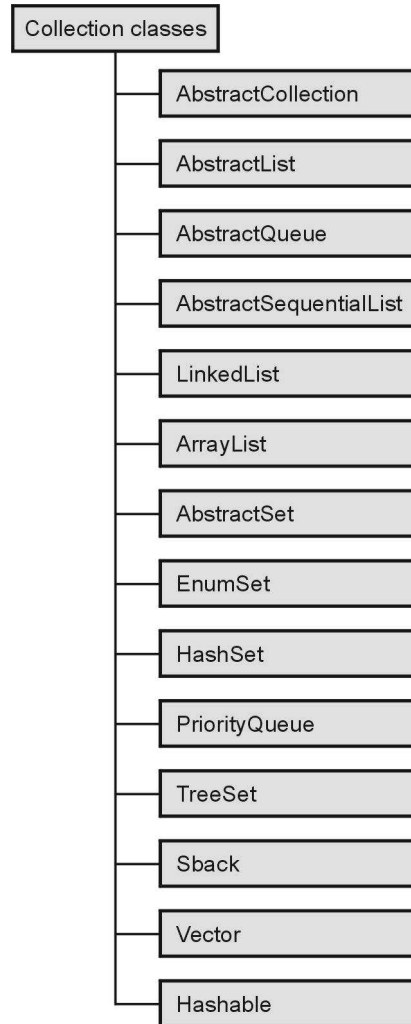 Collection classes
AbstractCollection
AbstractList
AbstractQueue
AbstractSequentialList
LinkedList
ArrayList
AbstractSet
EnumSet
HashSet
PriorityQueue
TreeSet
Sback
Vector
Hashable